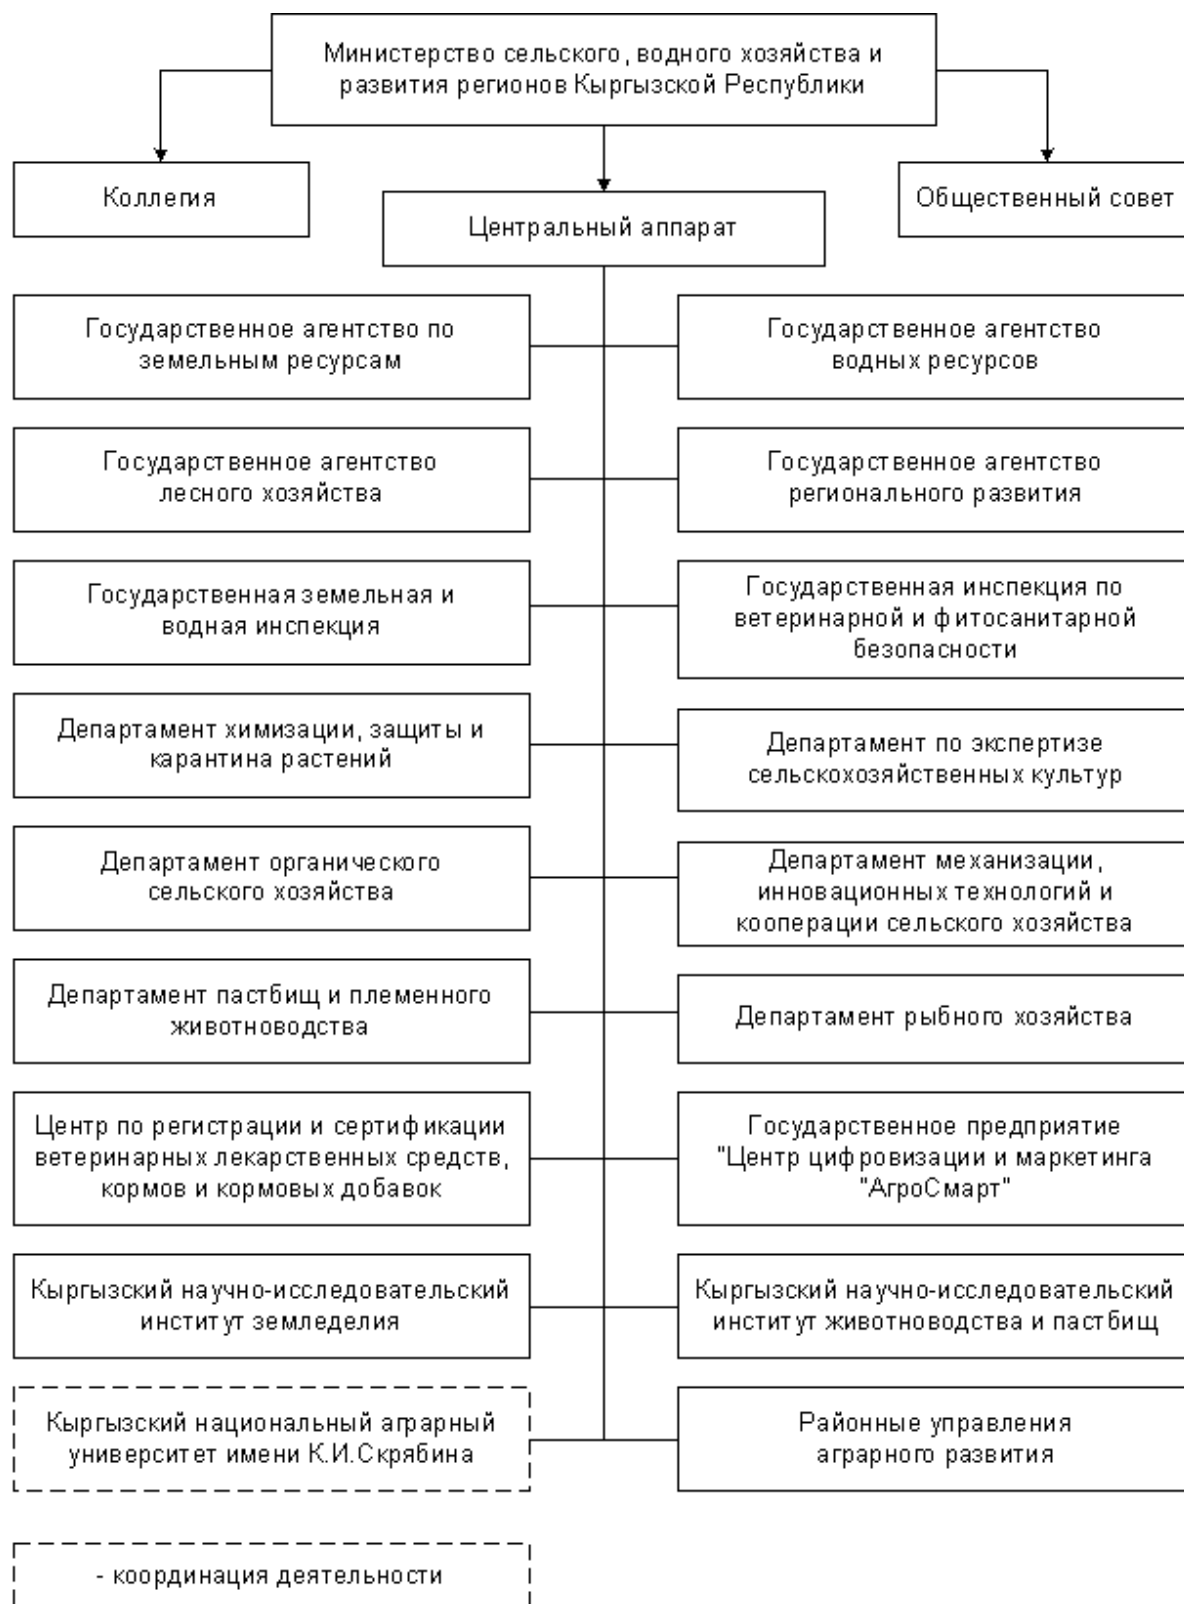 Министерство сельского, водного хозяйства и
развития регионов Кыргызской Республики
Коллегия
Общественный совет
Центральный аппарат
Государственное агентство по
земельным ресурсам
Государственное агентство
водных ресурсов
Государственное агентство
лесного хозяйства
Государственное агентство
регионального развития
Государственная земельная и
водная инспекция
Государственная инспекция по
ветеринарной и фитосанитарной
безопасности
Департамент химизации, защиты и
карантина растений
Департамент по экспертизе
сельскохозяйственных культур
Департамент органического
сельского хозяйства
Департамент механизации,
инновационных технологий и
кооперации сельского хозяйства
Департамент пастбищ и племенного
животноводства
Департамент рыбного хозяйства
Центр по регистрации и сертификации
ветеринарных лекарственных средств,
кормов и кормовых добавок
Государственное предприятие
"Центр цифровизации и маркетинга
"АгроСмарт"
Кыргызский научно-исследовательский
институт земледелия
Кыргызский научно-исследовательский
институт животноводства и пастбищ
Кыргызский национальный аграрный
университет имени К.И.Скрябина
Районные управления
аграрного развития
- координация деятельности